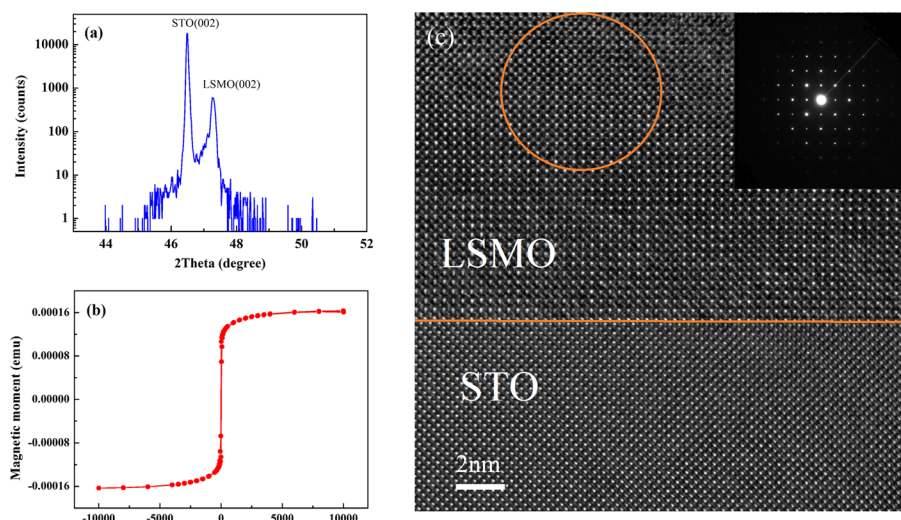 (a)
STO(002)
LSMO(002)
10000
1000
100
10
1
Intensity (counts)
44 46 48 50 52
2Theta (degree)
(b)
0.00016
0.00008
0.00000
-0.00008
-0.00016
Magnetic moment (emu)
-10000 -5000 0 5000 10000
(c)
LSMO
STO
2nm